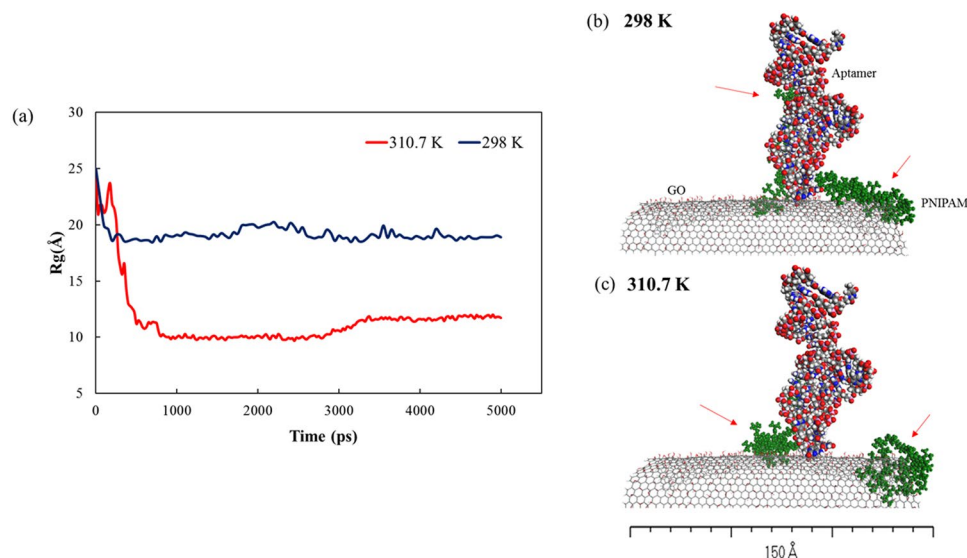 (a)
30
25
20
15
10
5
Rg(Å)
310.7 K
298 K
0
1000
2000
3000
4000
5000
Time (ps)
(b) 298 K
Aptamer
GO
PNIPAM
(c) 310.7 K
150 Å